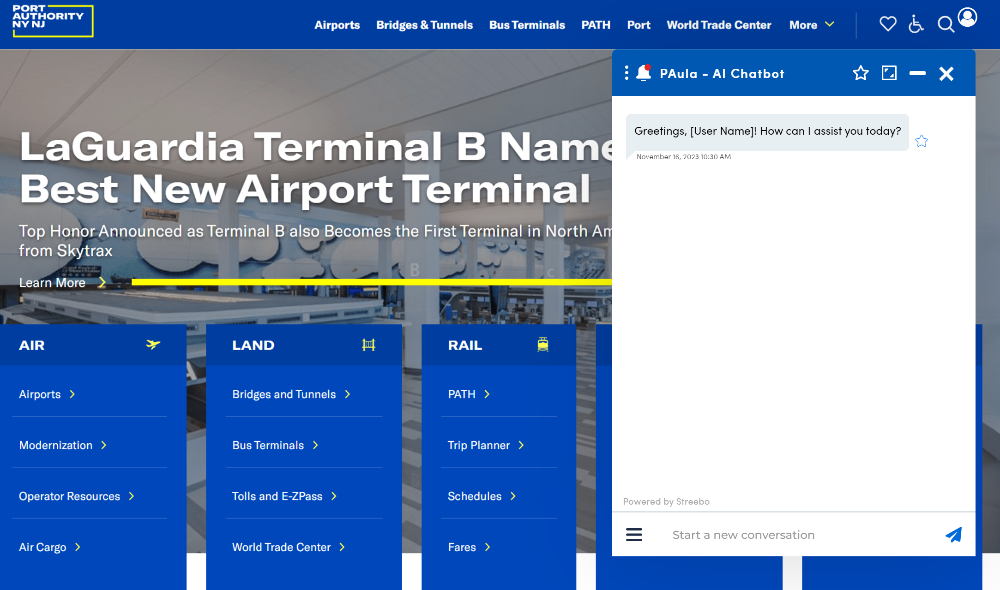 PORT
AUTHORITY
NY NJ
Airports
Bridges & Tunnels
Bus Terminals
PATH
Port
World Trade Center
More
LaGuardia Terminal B Name
Best New Airport Terminal
Top Honor Announced as Terminal B also Becomes the First Terminal in North Am
from Skytrax
Learn More
B
C
A
AIR
Airports
Modernization
Operator Resources
Air Cargo
LAND
Bridges and Tunnels
Bus Terminals
Tolls and E-ZPass
World Trade Center
RAIL
PATH
Trip Planner
Schedules
Fares
PAula - AI Chatbot
Greetings, [User Name]! How can I assist you today?
November 16, 2023 10:30 AM
Powered by Streebo
Start a new conversation